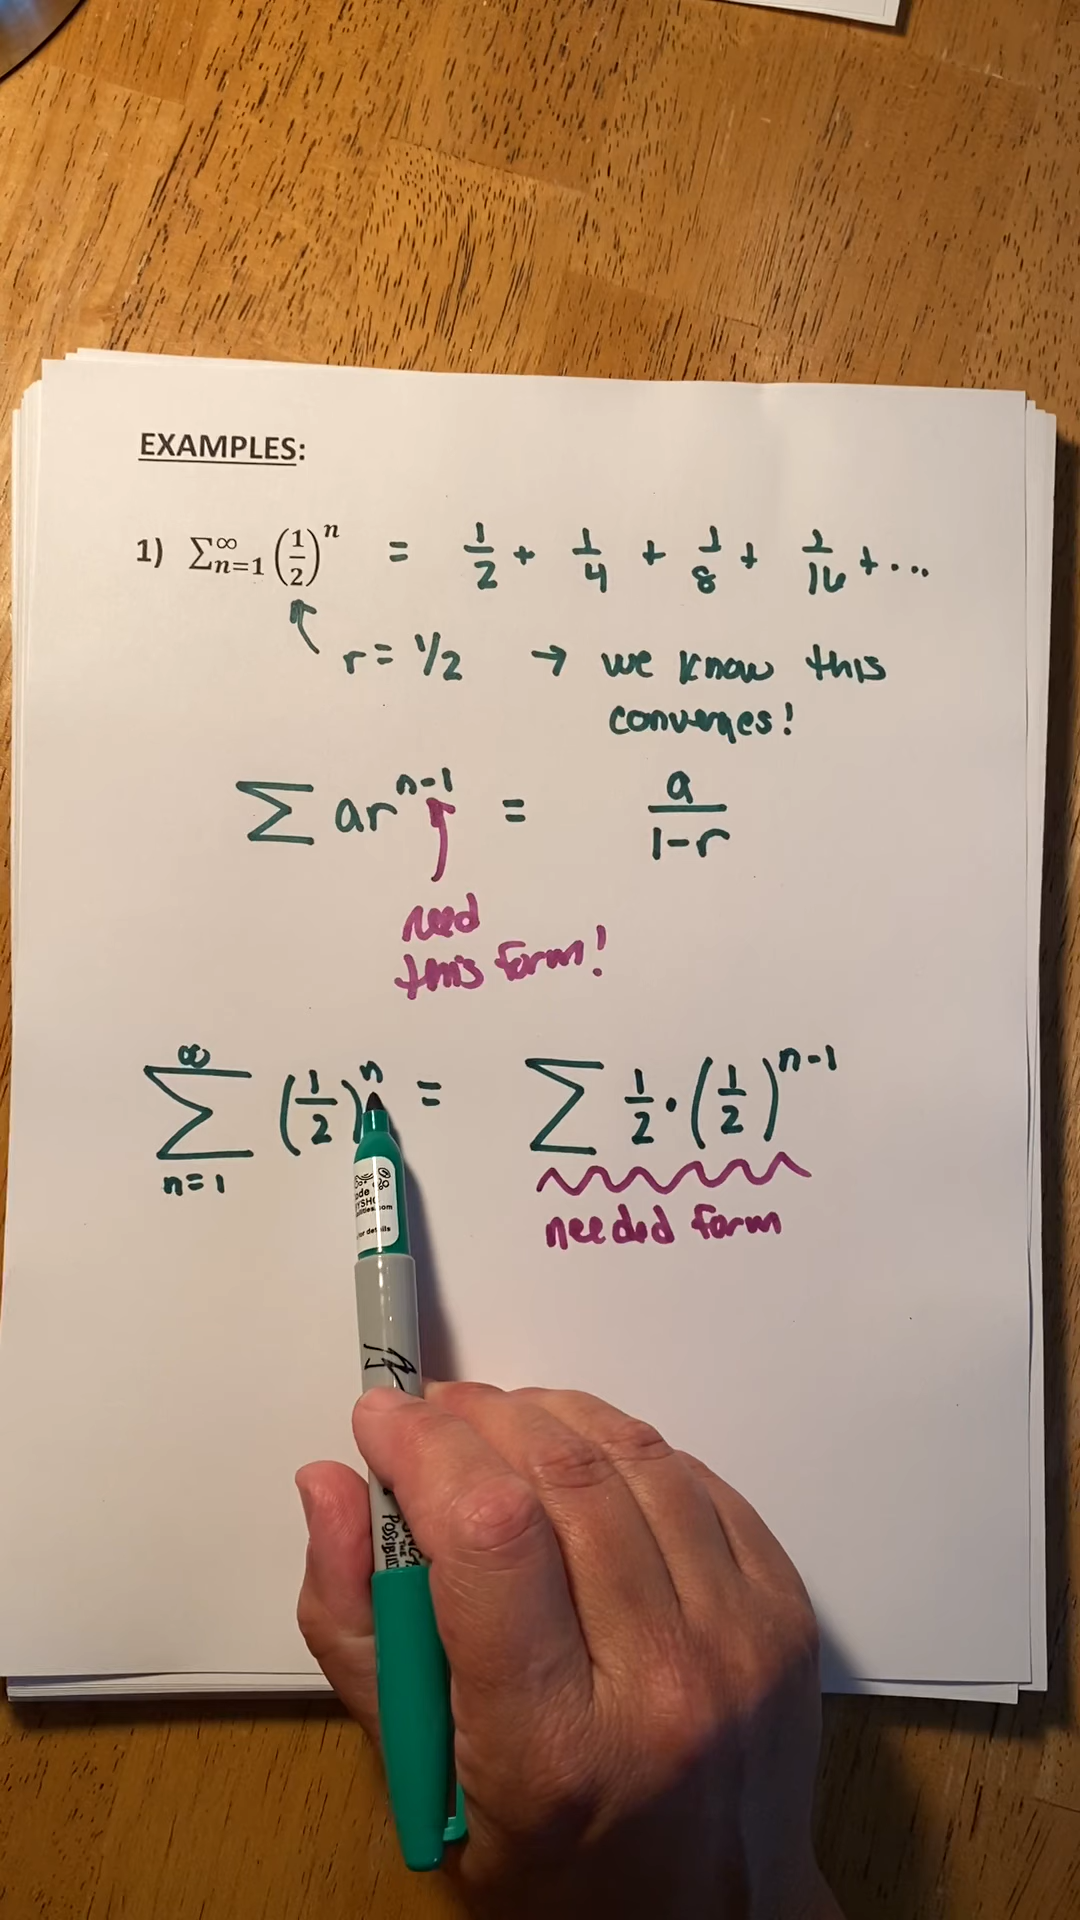 EXAMPLES:
1) ∑∞n=1 (1/2)^n = 1/2 + 1/4 + 1/8 + 1/16 + ...
r = 1/2 → we know this
converges!
∑ ar^n-1 = a/1-r
need
this form!
∞∑n=1 (1/2)^n = ∑ 1/2 · (1/2)^n-1
needed form